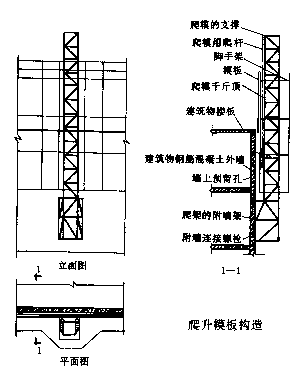 爬模的支撑
爬模组爬杆
脚手架
模板
爬模千斤顶
建筑物楼板
建筑物钢筋混凝土外墙
墙上预留孔
爬架的附墙架
附墙连接螺栓
立面图
1—1
1
1
平面图
爬升模板构造